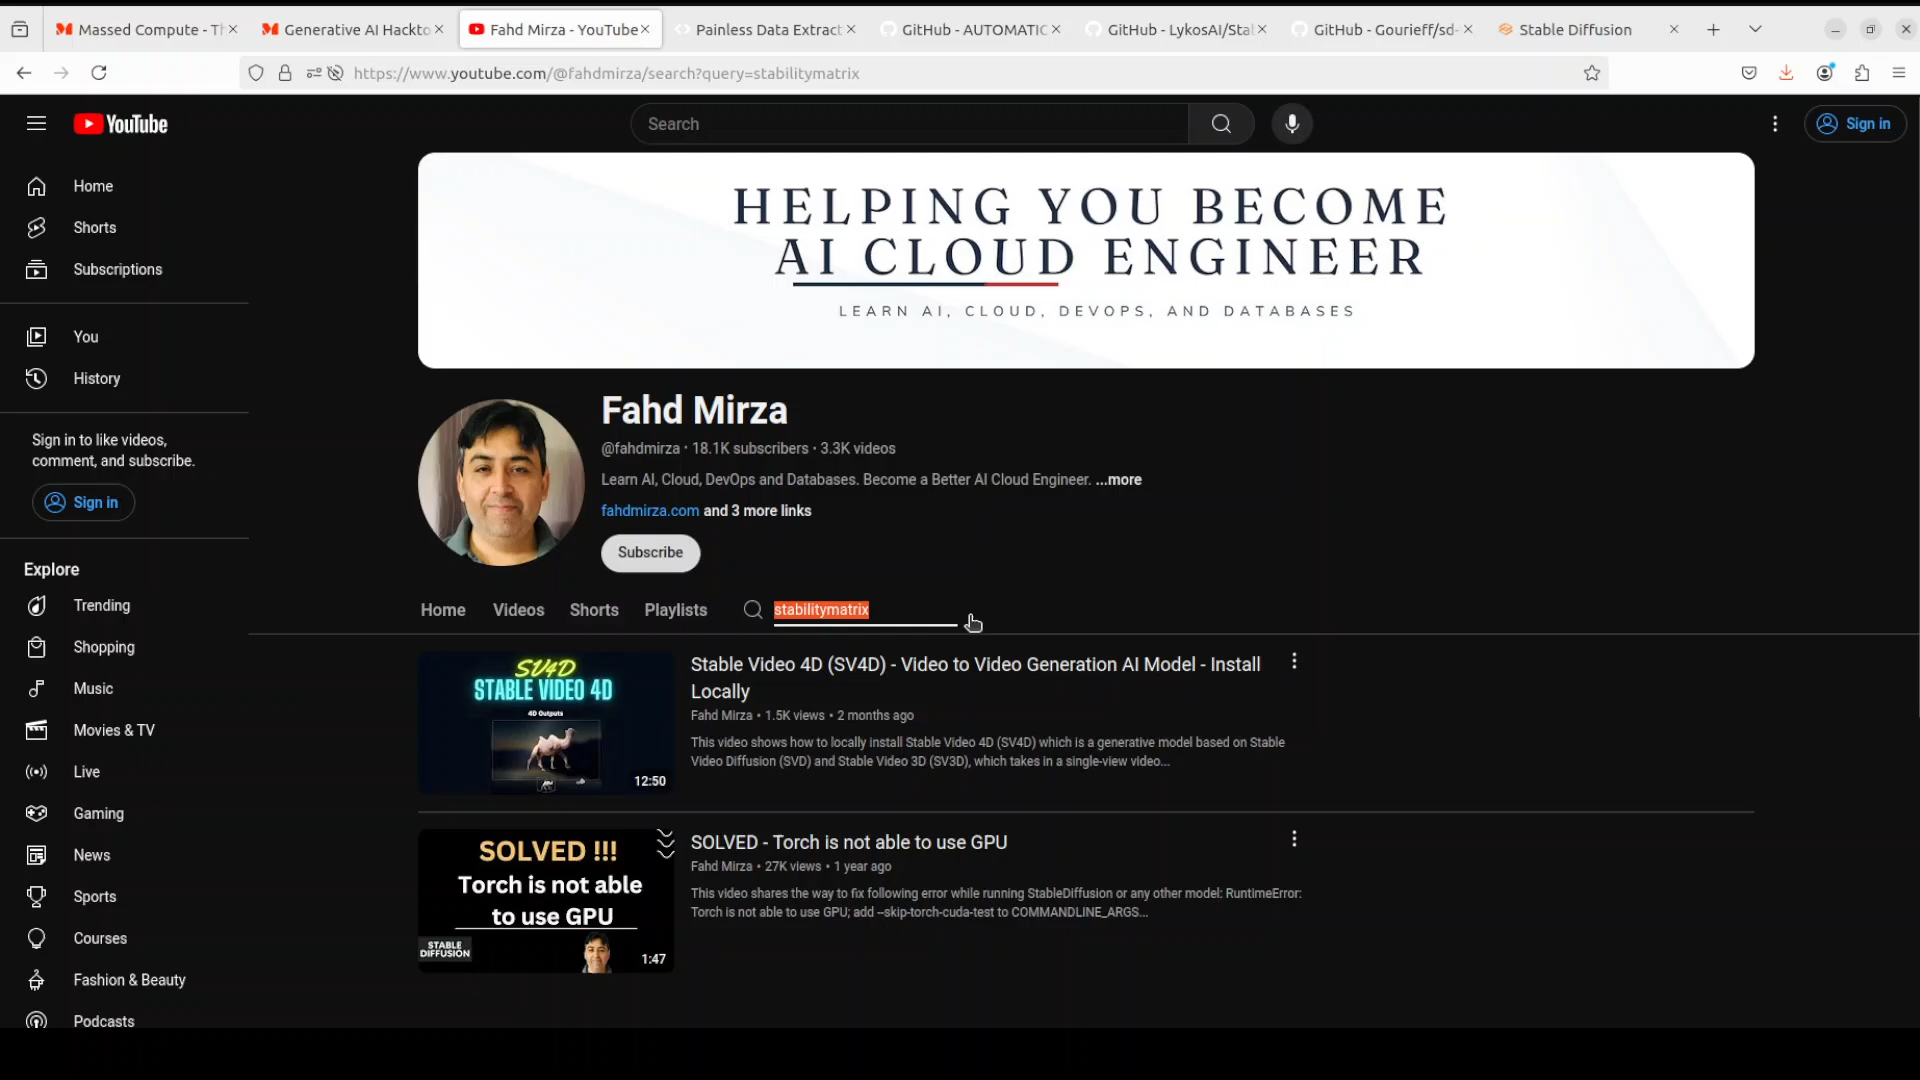 Massed Compute - Th
Generative AI Hackto
Fahd Mirza - YouTube
Painless Data Extract
GitHub - AUTOMATIC
GitHub - LykosAI/Stal
GitHub - Gourieff/sd-
Stable Diffusion
https://www.youtube.com/@fahdmirza/search?query=stabilitymatrix
YouTube
Search
Sign in
Home
Shorts
Subscriptions
You
History
Sign in to like videos,
comment, and subscribe.
Sign in
Explore
Trending
Shopping
Music
Movies & TV
Live
Gaming
News
Sports
Courses
Fashion & Beauty
Podcasts
HELPING YOU BECOME
AI CLOUD ENGINEER
LEARN AI, CLOUD, DEVOPS, AND DATABASES
Fahd Mirza
@fahdmirza • 18.1K subscribers • 3.3K videos
Learn AI, Cloud, DevOps and Databases. Become a Better AI Cloud Engineer. ...more
fahdmirza.com and 3 more links
Subscribe
Home Videos Shorts Playlists stabilitymatrix
SV4D
STABLE VIDEO 4D
4D Outputs
12:50
Stable Video 4D (SV4D) - Video to Video Generation AI Model - Install
Locally
Fahd Mirza • 1.5K views • 2 months ago
This video shows how to locally install Stable Video 4D (SV4D) which is a generative model based on Stable
Video Diffusion (SVD) and Stable Video 3D (SV3D), which takes in a single-view video...
SOLVED !!!
Torch is not able
to use GPU
STABLE
DIFFUSION
1:47
SOLVED - Torch is not able to use GPU
Fahd Mirza • 27K views • 1 year ago
This video shares the way to fix following error while running StableDiffusion or any other model: RuntimeError:
Torch is not able to use GPU; add --skip-torch-cuda-test to COMMANDLINE_ARGS...